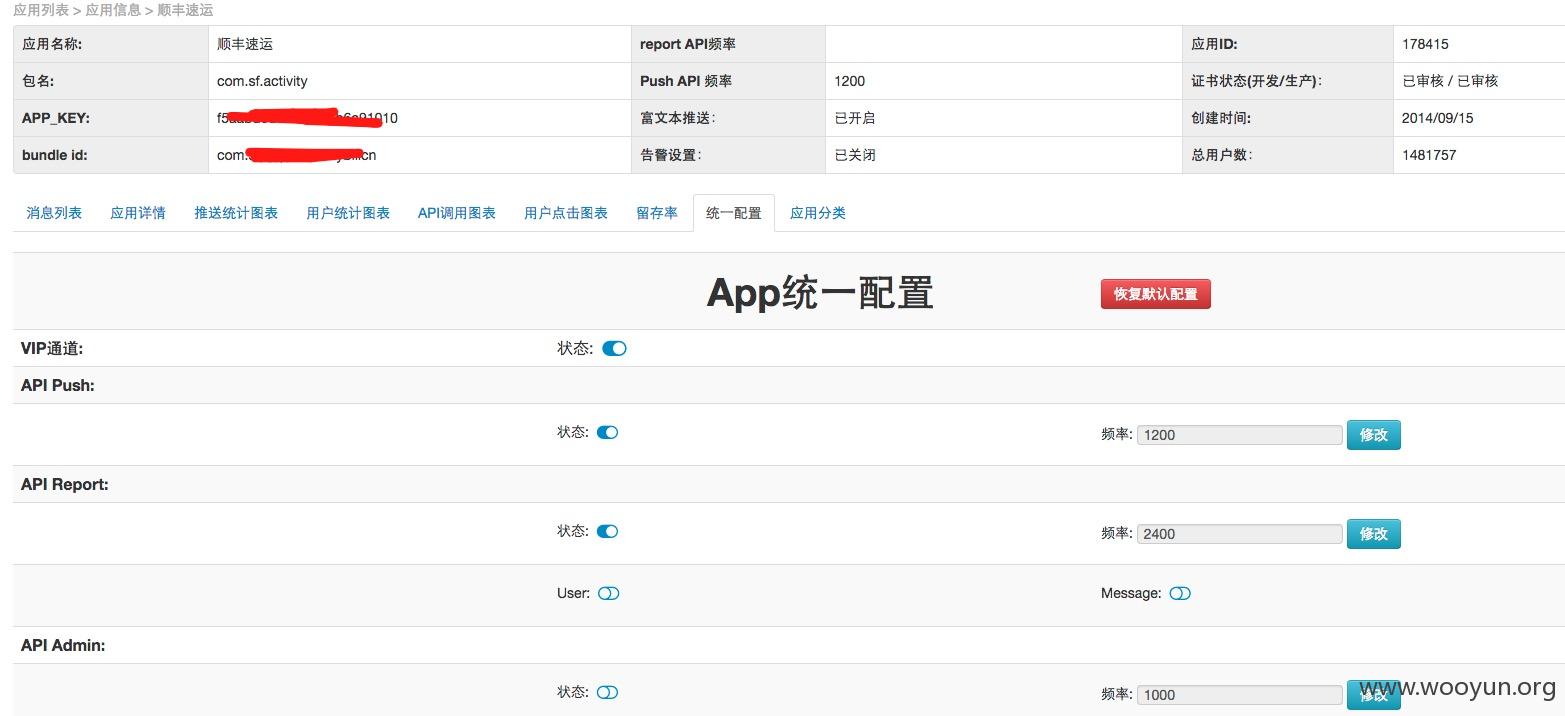 应用列表 > 应用信息 > 顺丰速运
应用名称: 顺丰速运 report API频率 应用ID: 178415
包名: com.sf.activity Push API 频率 1200 证书状态(开发/生产): 已审核 / 已审核
APP_KEY: 富文本推送: 已开启 创建时间: 2014/09/15
bundle id: com. cn 告警设置: 已关闭 总用户数: 1481757
消息列表 应用详情 推送统计图表 用户统计图表 API调用图表 用户点击图表 留存率 统一配置 应用分类
App统一配置 恢复默认配置
VIP通道: 状态:
API Push:
状态: 频率: 1200 修改
API Report:
状态: 频率: 2400 修改
User: Message:
API Admin:
状态: 频率: 1000 修改
www.wooyun.org